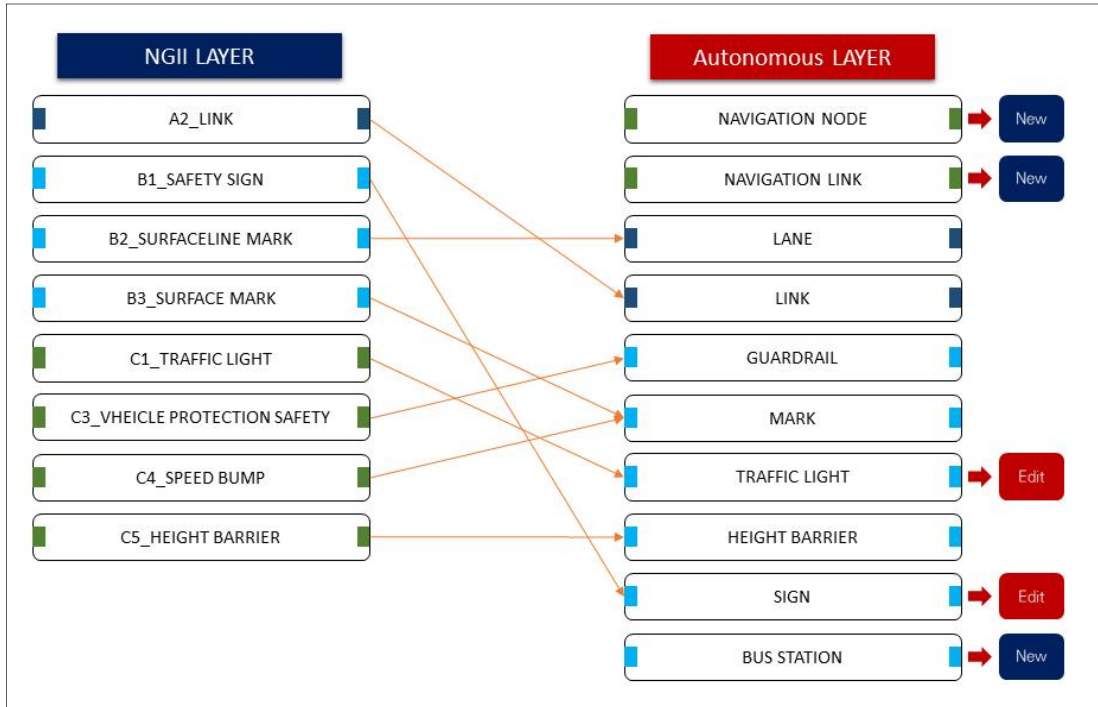 NGII LAYER
A2_LINK
B1_SAFETY SIGN
B2_SURFACELINE MARK
B3_SURFACE MARK
C1_TRAFFIC LIGHT
C3_VHEICLE PROTECTION SAFETY
C4_SPEED BUMP
C5_HEIGHT BARRIER
Autonomous LAYER
NAVIGATION NODE
New
NAVIGATION LINK
New
LANE
LINK
GUARDRAIL
MARK
TRAFFIC LIGHT
Edit
HEIGHT BARRIER
SIGN
Edit
BUS STATION
New